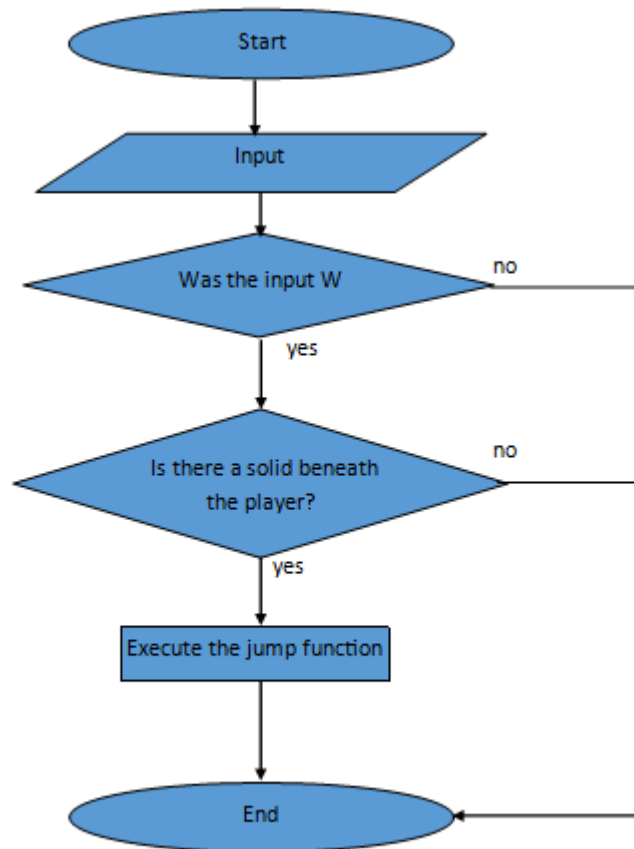 Start
Input
Was the input W
no
yes
Is there a solid beneath
the player?
no
yes
Execute the jump function
End